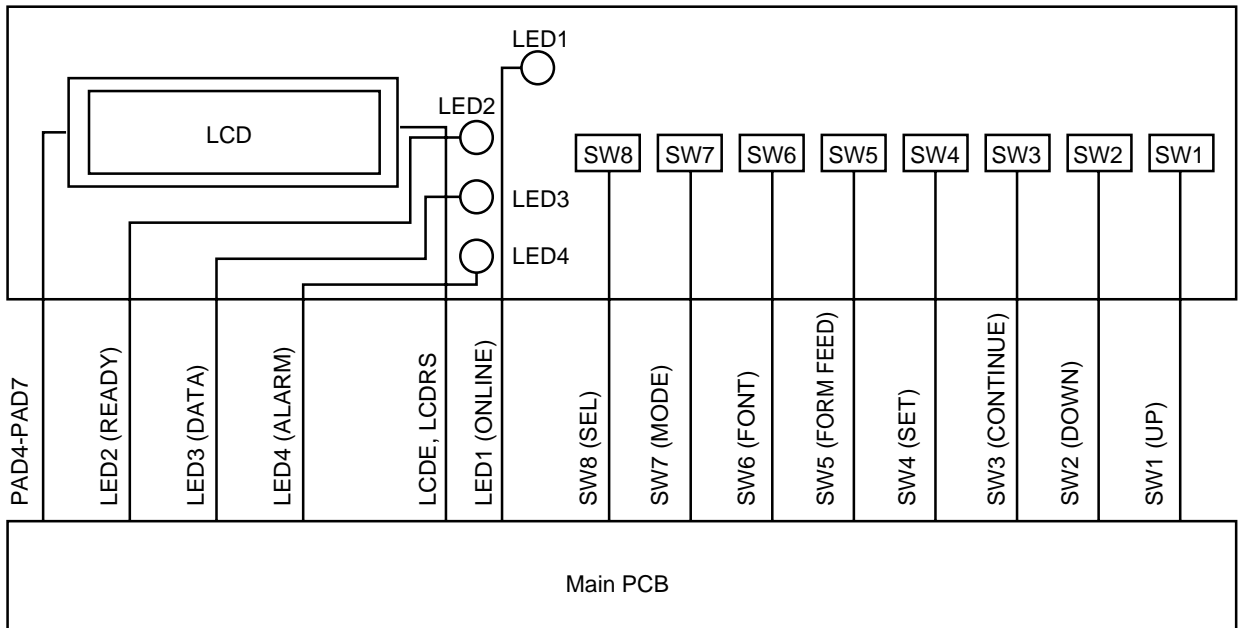 LED1
LED2
LCD
SW8
SW7
SW6
SW5
SW4
SW3
SW2
SW1
LED3
LED4
PAD4-PAD7
LED2 (READY)
LED3 (DATA)
LED4 (ALARM)
LCDE, LCDRS
LED1 (ONLINE)
SW8 (SEL)
SW7 (MODE)
SW6 (FONT)
SW5 (FORM FEED)
SW4 (SET)
SW3 (CONTINUE)
SW2 (DOWN)
SW1 (UP)
Main PCB